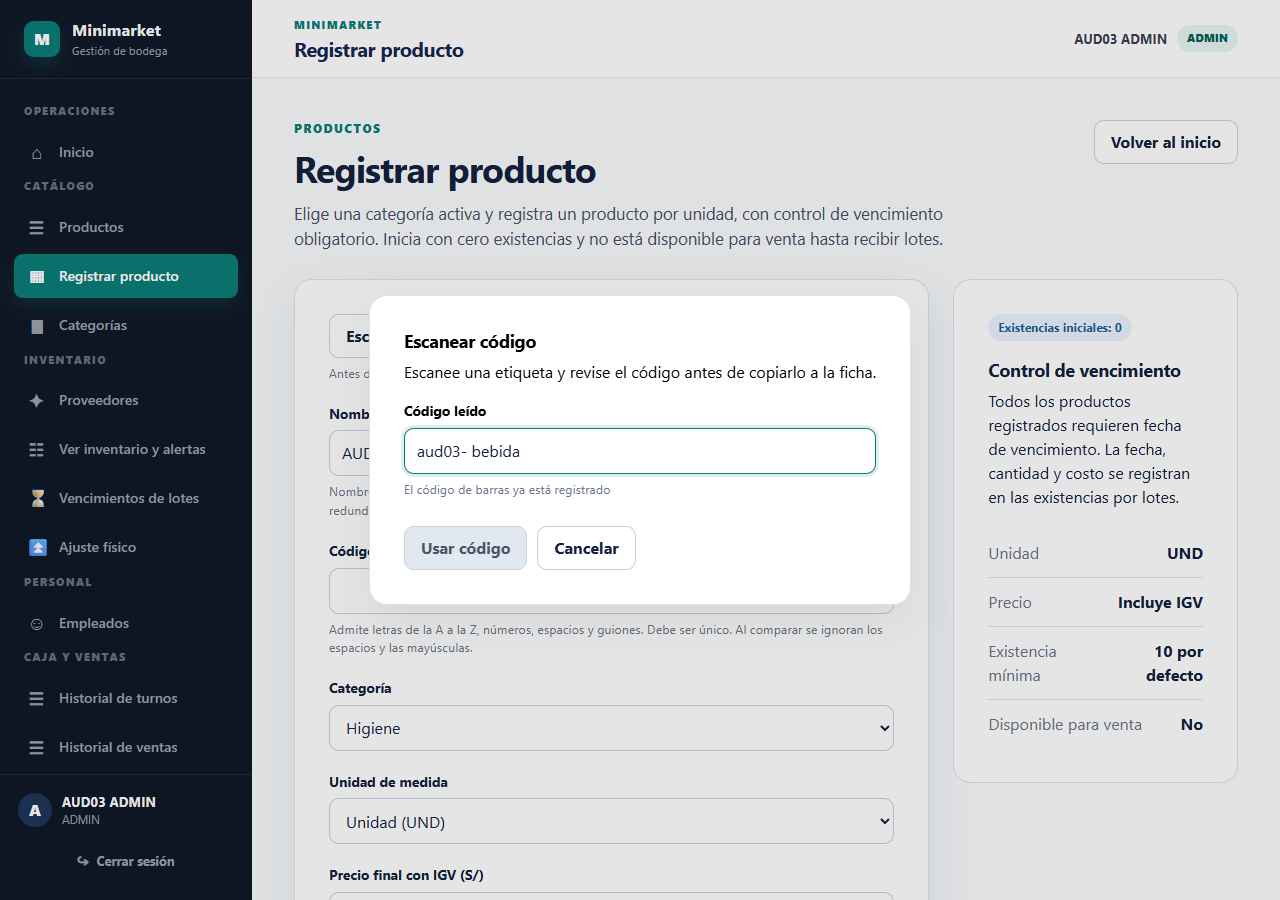 M
Minimarket
Gestión de bodega
OPERACIONES
Inicio
CATÁLOGO
Productos
Registrar producto
Categorías
INVENTARIO
Proveedores
Ver inventario y alertas
Vencimientos de lotes
Ajuste físico
PERSONAL
Empleados
CAJA Y VENTAS
Historial de turnos
Historial de ventas
A
AUD03 ADMIN
ADMIN
Cerrar sesión
MINIMARKET
Registrar producto
AUD03 ADMIN
ADMIN
PRODUCTOS
Registrar producto
Volver al inicio
Elige una categoría activa y registra un producto por unidad, con control de vencimiento
obligatorio. Inicia con cero existencias y no está disponible para venta hasta recibir lotes.
Escanear código
Escanee una etiqueta y revise el código antes de copiarlo a la ficha.
Código leído
aud03- bebida
El código de barras ya está registrado
Usar código
Cancelar
Admite letras de la A a la Z, números, espacios y guiones. Debe ser único. Al comparar se ignoran los
espacios y las mayúsculas.
Categoría
Higiene
Unidad de medida
Unidad (UND)
Precio final con IGV (S/)
Existencias iniciales: 0
Control de vencimiento
Todos los productos
registrados requieren fecha
de vencimiento. La fecha,
cantidad y costo se registran
en las existencias por lotes.
Unidad UND
Precio Incluye IGV
Existencia mínima 10 por defecto
Disponible para venta No